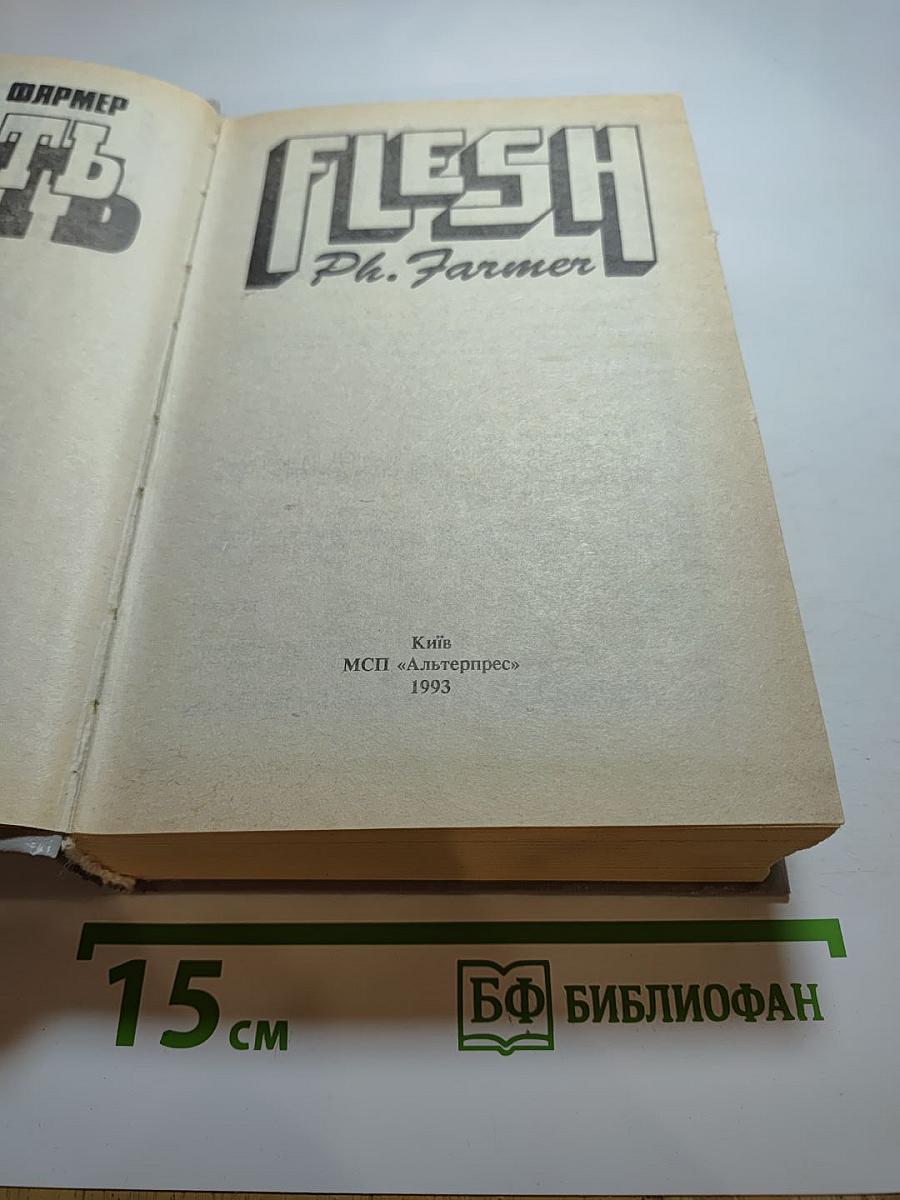 ФАРМЕР
ТЬ
FLESH
Ph. Farmer
Київ
МСП «Альтерпрес»
1993
15 см
БФ БИБЛИОФАН